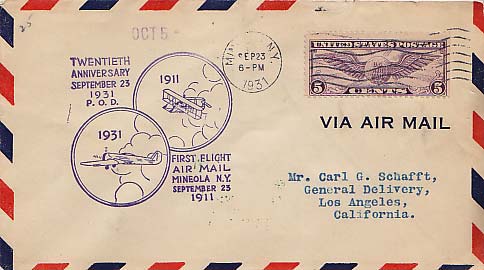 OCT 5
TWENTIETH
ANNIVERSARY
SEPTEMBER 23
1931
P.O.D.
1911
1931
FIRST FLIGHT
AIR MAIL
MINEOLA N.Y.
SEPTEMBER 23
1911
MINEOLA N.Y.
SEP 23
6-PM
1931
UNITED STATES POSTAGE
5 CENTS 5
VIA AIR MAIL
Mr. Carl G. Schafft,
General Delivery,
Los Angeles,
California.